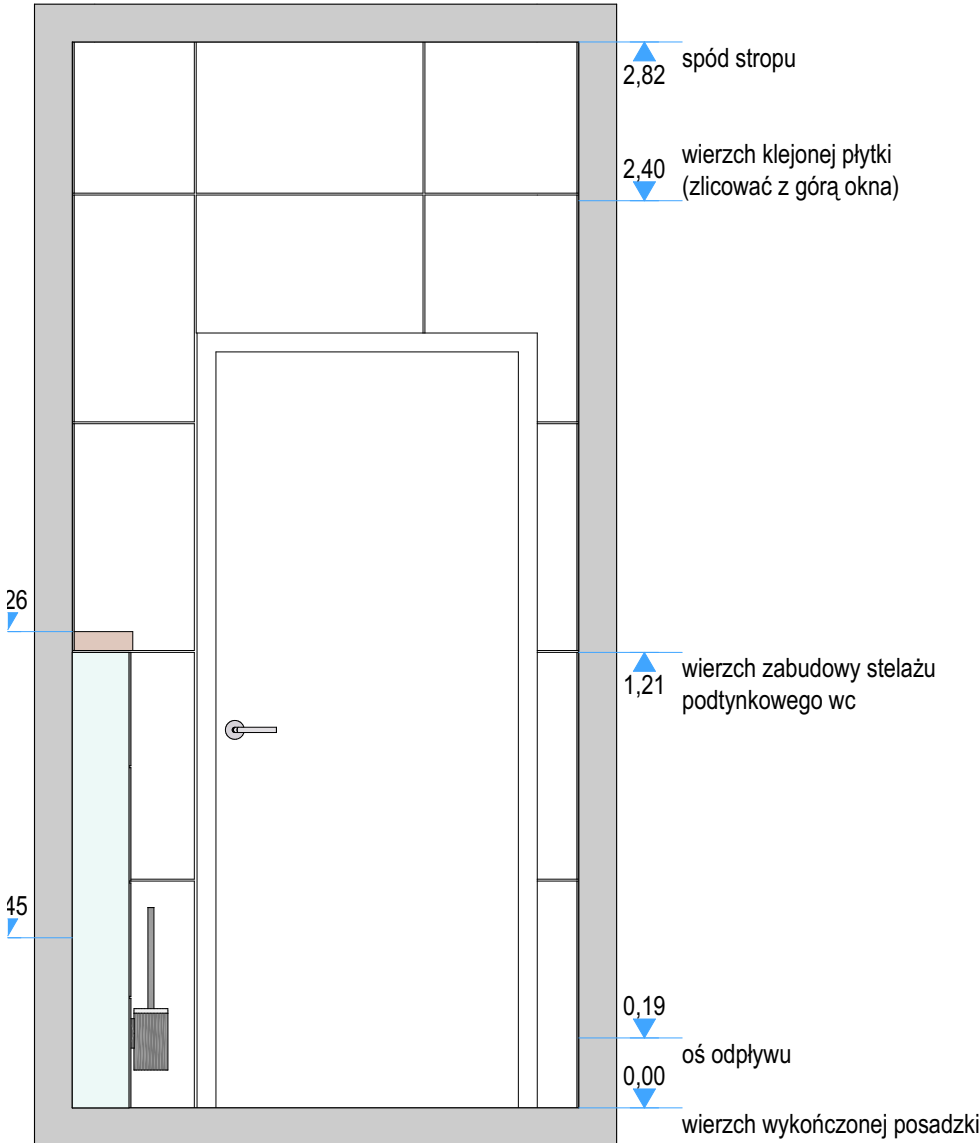 2,82
spód stropu
2,40
wierzch klejonej płytki
(zlicować z górą okna)
26
1,21
wierzch zabudowy stelażu
podtynkowego wc
45
0,19
oś odpływu
0,00
wierzch wykończonej posadzki